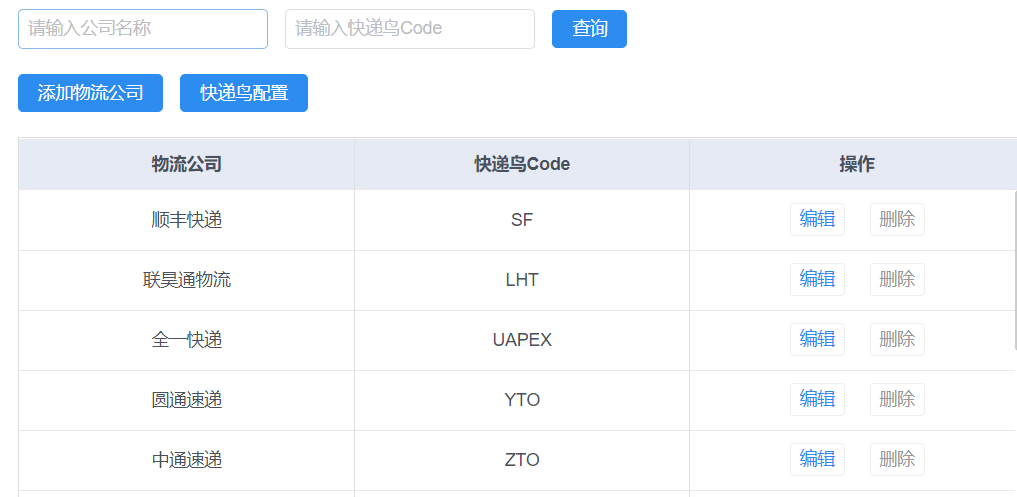 请输入公司名称 请输入快递鸟Code 查询
添加物流公司 快递鸟配置
物流公司 快递鸟Code 操作
顺丰快递 SF 编辑 删除
联昊通物流 LHT 编辑 删除
全一快递 UAPEX 编辑 删除
圆通速递 YTO 编辑 删除
中通速递 ZTO 编辑 删除